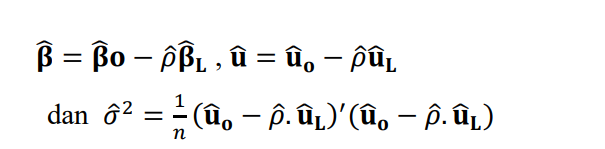 β̂ = β̂o − ρ̂β̂_L , û = û_o − ρ̂û_L
dan σ̂² = 1/n (û_o − ρ̂.û_L)′(û_o − ρ̂.û_L)